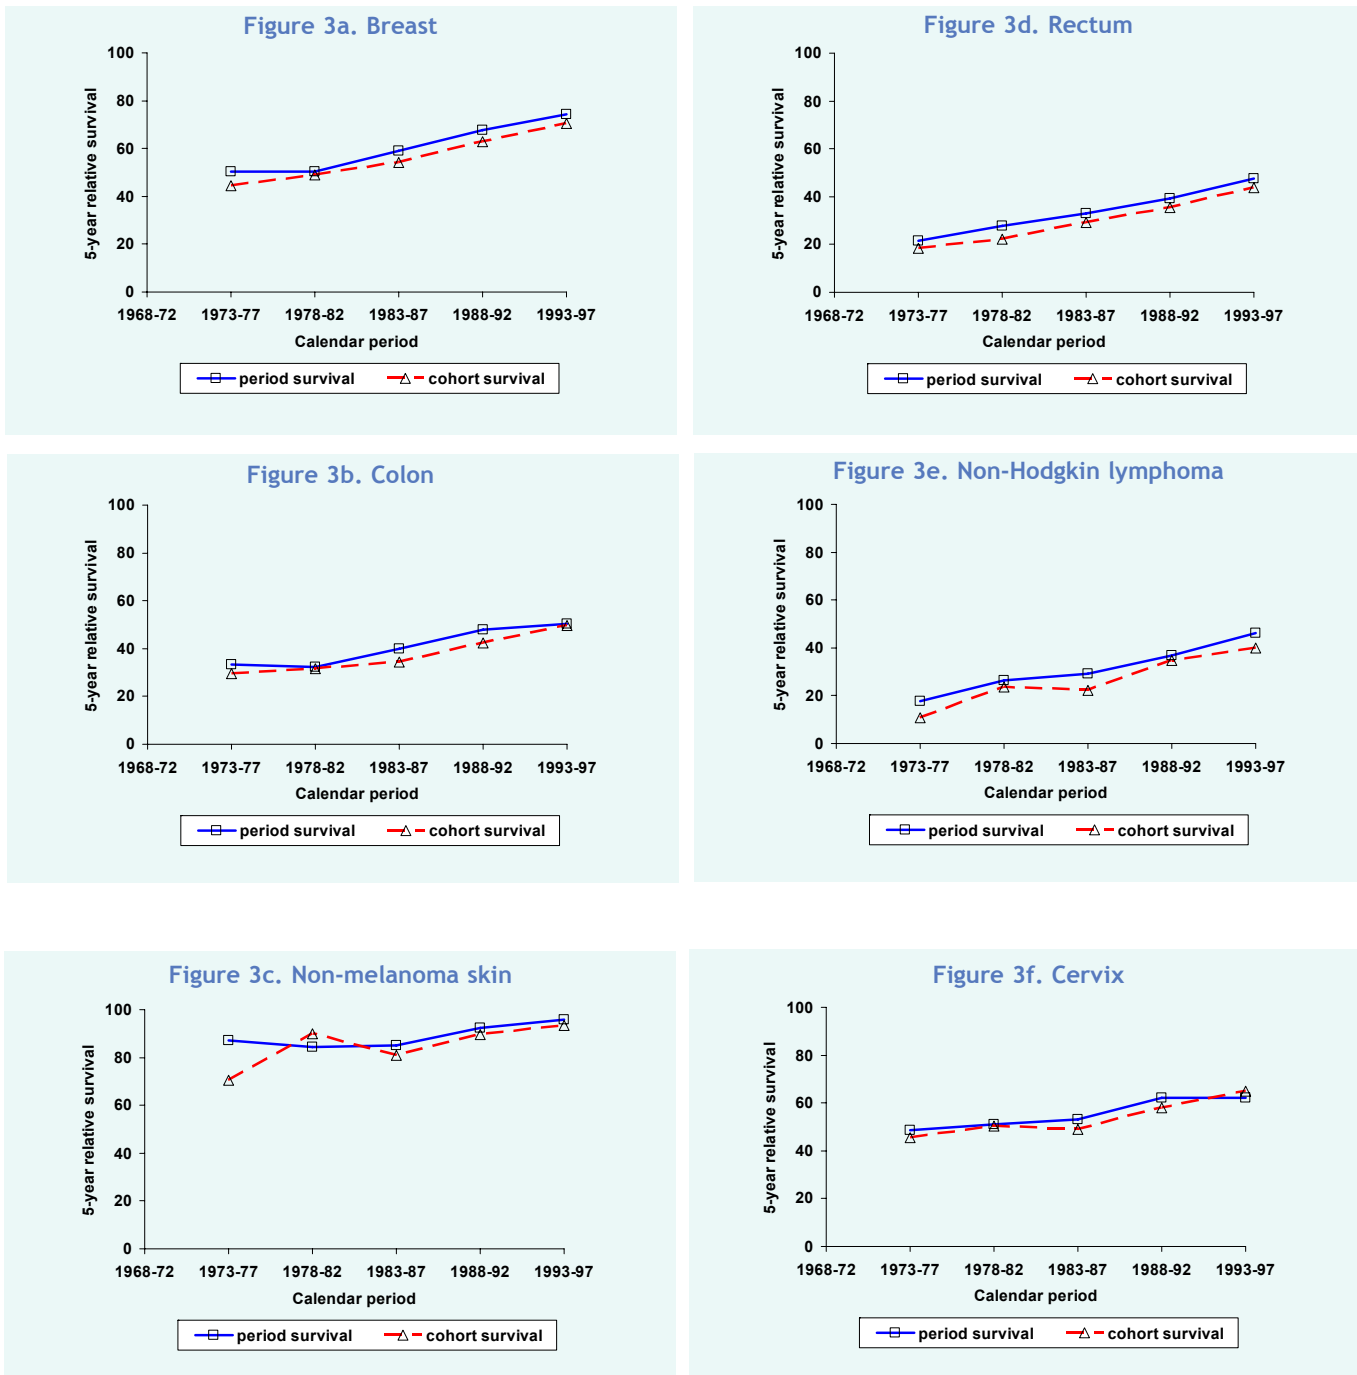 Figure 3a. Breast
100
80
60
40
20
0
5-year relative survival
1968-72 1973-77 1978-82 1983-87 1988-92 1993-97
Calendar period
period survival cohort survival
Figure 3d. Rectum
100
80
60
40
20
0
5-year relative survival
1968-72 1973-77 1978-82 1983-87 1988-92 1993-97
Calendar period
period survival cohort survival
Figure 3b. Colon
100
80
60
40
20
0
5-year relative survival
1968-72 1973-77 1978-82 1983-87 1988-92 1993-97
Calendar period
period survival cohort survival
Figure 3e. Non-Hodgkin lymphoma
100
80
60
40
20
0
5-year relative survival
1968-72 1973-77 1978-82 1983-87 1988-92 1993-97
Calendar period
period survival cohort survival
Figure 3c. Non-melanoma skin
100
80
60
40
20
0
5-year relative survival
1968-72 1973-77 1978-82 1983-87 1988-92 1993-97
Calendar period
period survival cohort survival
Figure 3f. Cervix
100
80
60
40
20
0
5-year relative survival
1968-72 1973-77 1978-82 1983-87 1988-92 1993-97
Calendar period
period survival cohort survival